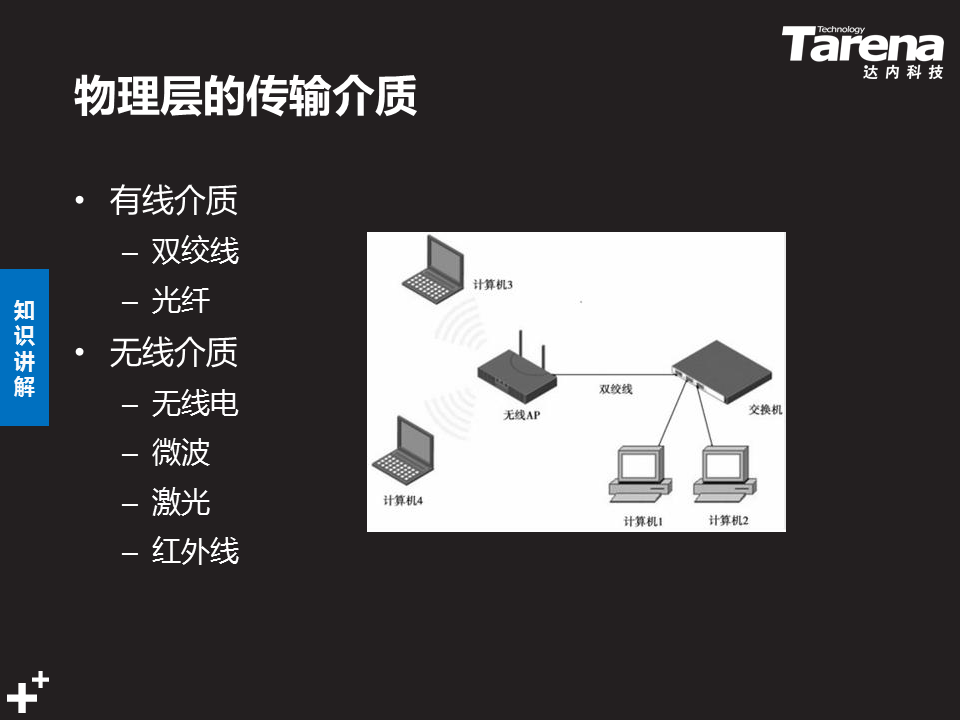 Technology
Tarena
达内科技
物理层的传输介质
• 有线介质
– 双绞线
– 光纤
• 无线介质
– 无线电
– 微波
– 激光
– 红外线
知识讲解
计算机3
无线AP
双绞线
交换机
计算机4
计算机1
计算机2